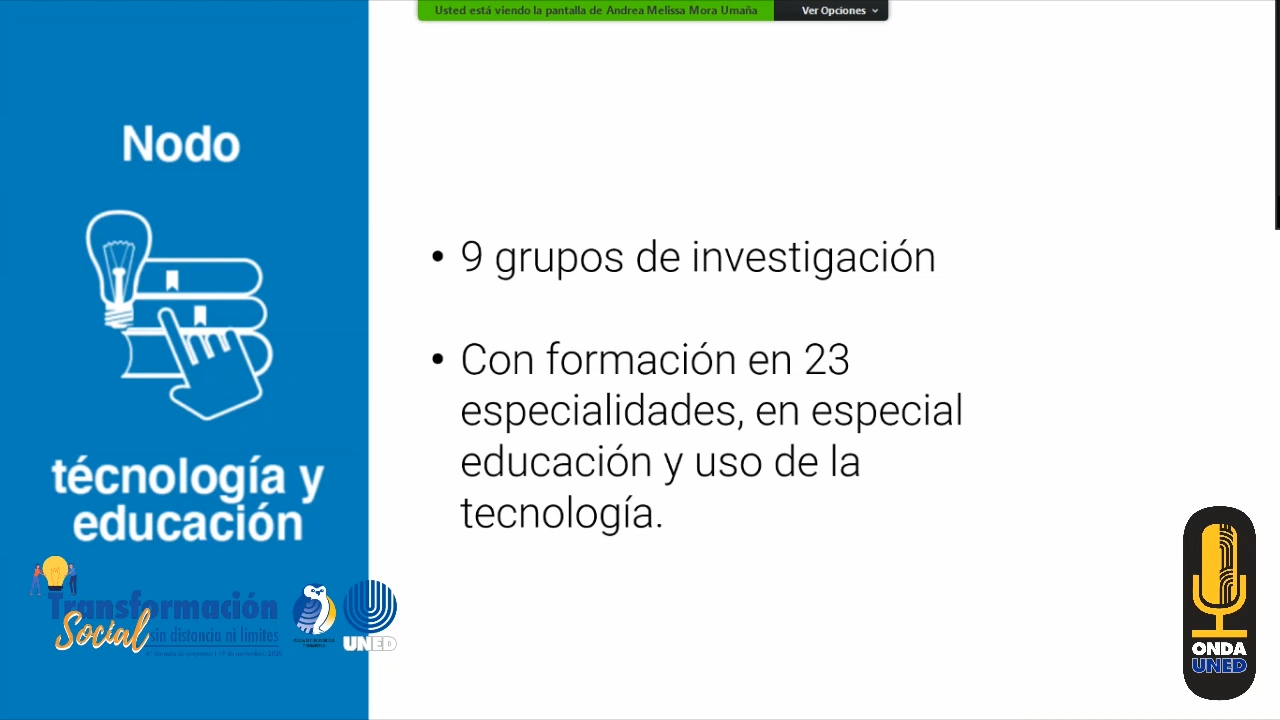 Usted está viendo la pantalla de Andrea Melissa Mora Umaña
Ver Opciones
Nodo
técnología y
educación
• 9 grupos de investigación
• Con formación en 23
especialidades, en especial
educación y uso de la
tecnología.
Transformación
Social sin distancia ni límites
UNED
ONDA
UNED